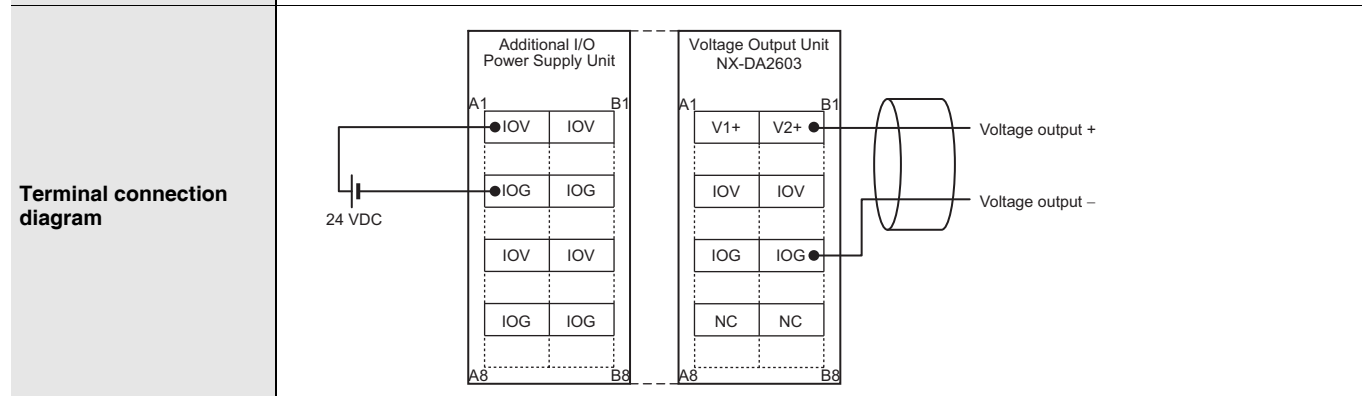 Terminal connection
diagram
24 VDC
Additional I/O
Power Supply Unit
A1 B1
IOV IOV
IOG IOG
IOV IOV
IOG IOG
A8 B8
Voltage Output Unit
NX-DA2603
A1 B1
V1+ V2+
IOV IOV
IOG IOG
NC NC
A8 B8
Voltage output +
Voltage output −